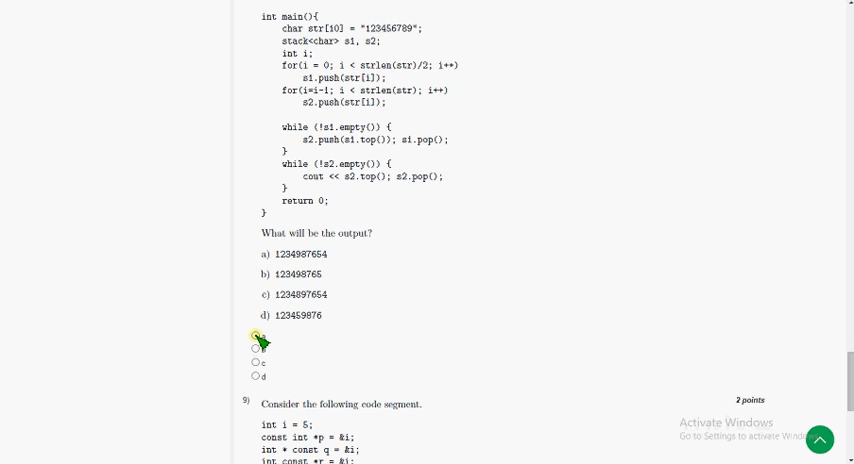 int main(){
char str[10] = "123456789";
stack<char> s1, s2;
int i;
for(i = 0; i < strlen(str)/2; i++)
s1.push(str[i]);
for(i=i-1; i < strlen(str); i++)
s2.push(str[i]);
while (!s1.empty()) {
s2.push(s1.top()); s1.pop();
}
while (!s2.empty()) {
cout << s2.top(); s2.pop();
}
return 0;
}
What will be the output?
a) 1234987654
b) 123498765
c) 1234897654
d) 123459876
a
b
c
d
9) Consider the following code segment.
2 points
int i = 5;
const int *p = &i;
int * const q = &i;
int const *r = &i;
Activate Windows
Go to Settings to activate Windows